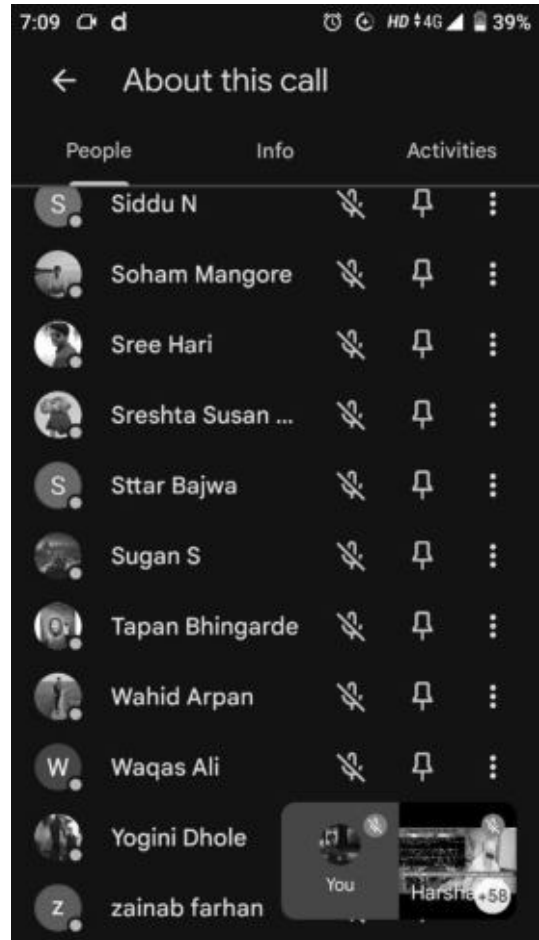 7:09 d HD 4G 39%
About this call
People Info Activities
S Siddu N
Soham Mangore
Sree Hari
Sreshta Susan ...
S Sttar Bajwa
Sugan S
Tapan Bhingarde
Wahid Arpan
W Waqas Ali
Yogini Dhole
You Harsha +58
z zainab farhan